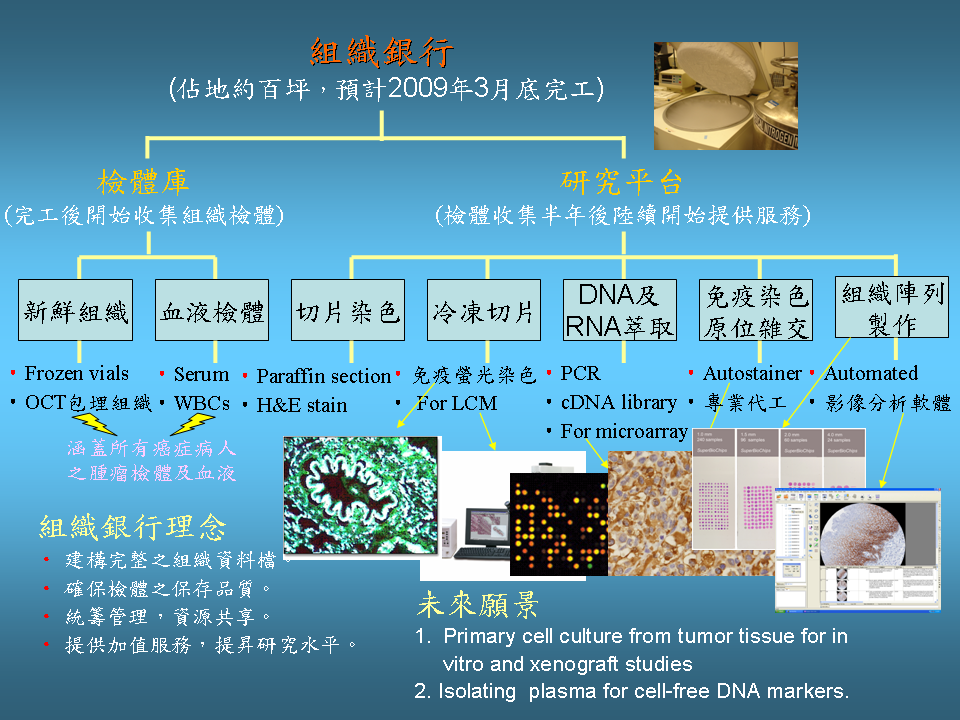 組織銀行
(佔地約百坪，預計2009年3月底完工)
檢體庫
(完工後開始收集組織檢體)
研究平台
(檢體收集半年後陸續開始提供服務)
新鮮組織
血液檢體
切片染色
冷凍切片
DNA及
RNA萃取
免疫染色
原位雜交
組織陣列
製作
• Frozen vials
• OCT包埋組織
• Serum
• WBCs
• Paraffin section
• H&E stain
• 免疫螢光染色
• For LCM
• PCR
• cDNA library
• For microarray
• Autostainer
• 專業代工
• Automated
• 影像分析軟體
涵蓋所有癌症病人
之腫瘤檢體及血液
組織銀行理念
• 建構完整之組織資料檔。
• 確保檢體之保存品質。
• 統籌管理，資源共享。
• 提供加值服務，提昇研究水平。
未來願景
1. Primary cell culture from tumor tissue for in
vitro and xenograft studies
2. Isolating plasma for cell-free DNA markers.